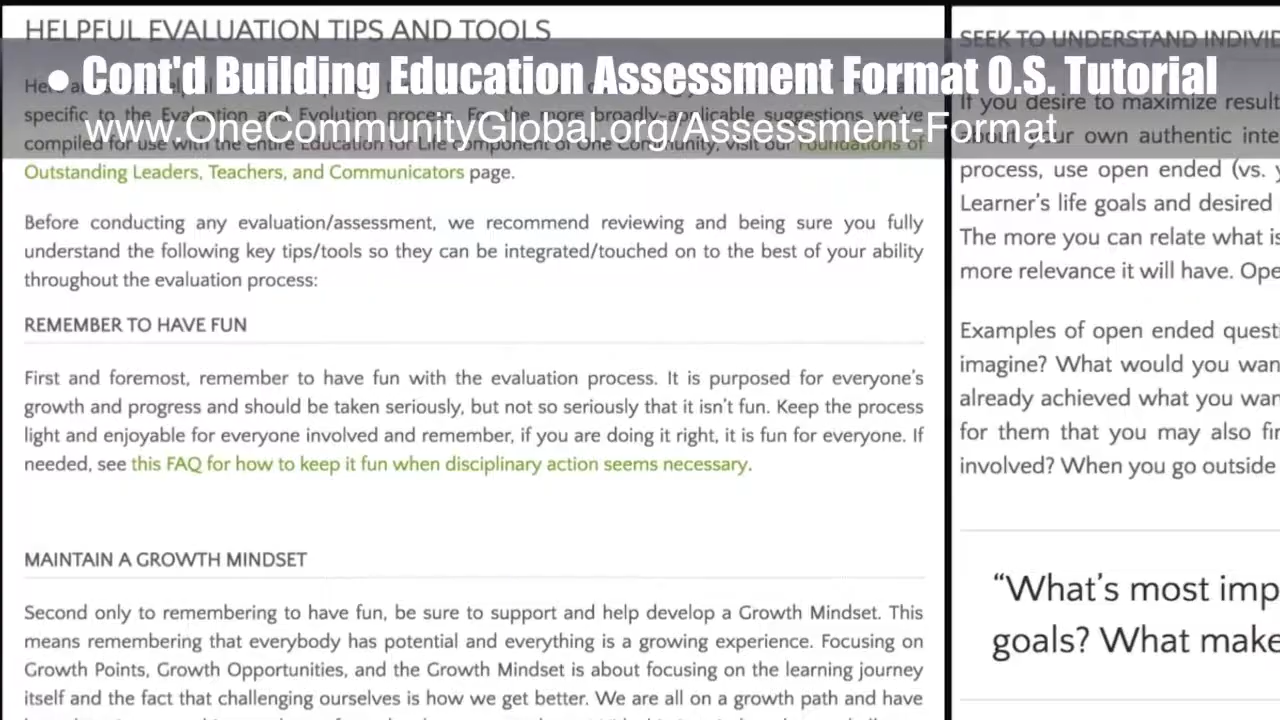 HELPFUL EVALUATION TIPS AND TOOLS
• Cont'd Building Education Assessment Format O.S. Tutorial
www.OneCommunityGlobal.org/Assessment-Format
specific to the Evaluation and Evolution process. For the more broadly-applicable suggestions we've
compiled for use with the entire Education for Life component of One Community, visit our Foundations of
Outstanding Leaders, Teachers, and Communicators page.
Before conducting any evaluation/assessment, we recommend reviewing and being sure you fully
understand the following key tips/tools so they can be integrated/touched on to the best of your ability
throughout the evaluation process:
REMEMBER TO HAVE FUN
First and foremost, remember to have fun with the evaluation process. It is purposed for everyone's
growth and progress and should be taken seriously, but not so seriously that it isn't fun. Keep the process
light and enjoyable for everyone involved and remember, if you are doing it right, it is fun for everyone. If
needed, see this FAQ for how to keep it fun when disciplinary action seems necessary.
MAINTAIN A GROWTH MINDSET
Second only to remembering to have fun, be sure to support and help develop a Growth Mindset. This
means remembering that everybody has potential and everything is a growing experience. Focusing on
Growth Points, Growth Opportunities, and the Growth Mindset is about focusing on the learning journey
itself and the fact that challenging ourselves is how we get better. We are all on a growth path and have
SEEK TO UNDERSTAND INDIVID
If you desire to maximize result
about your own authentic inte
process, use open ended (vs. y
Learner's life goals and desired
The more you can relate what is
more relevance it will have. Ope
Examples of open ended questi
imagine? What would you wan
already achieved what you wan
for them that you may also fin
involved? When you go outside
“What's most imp
goals? What make